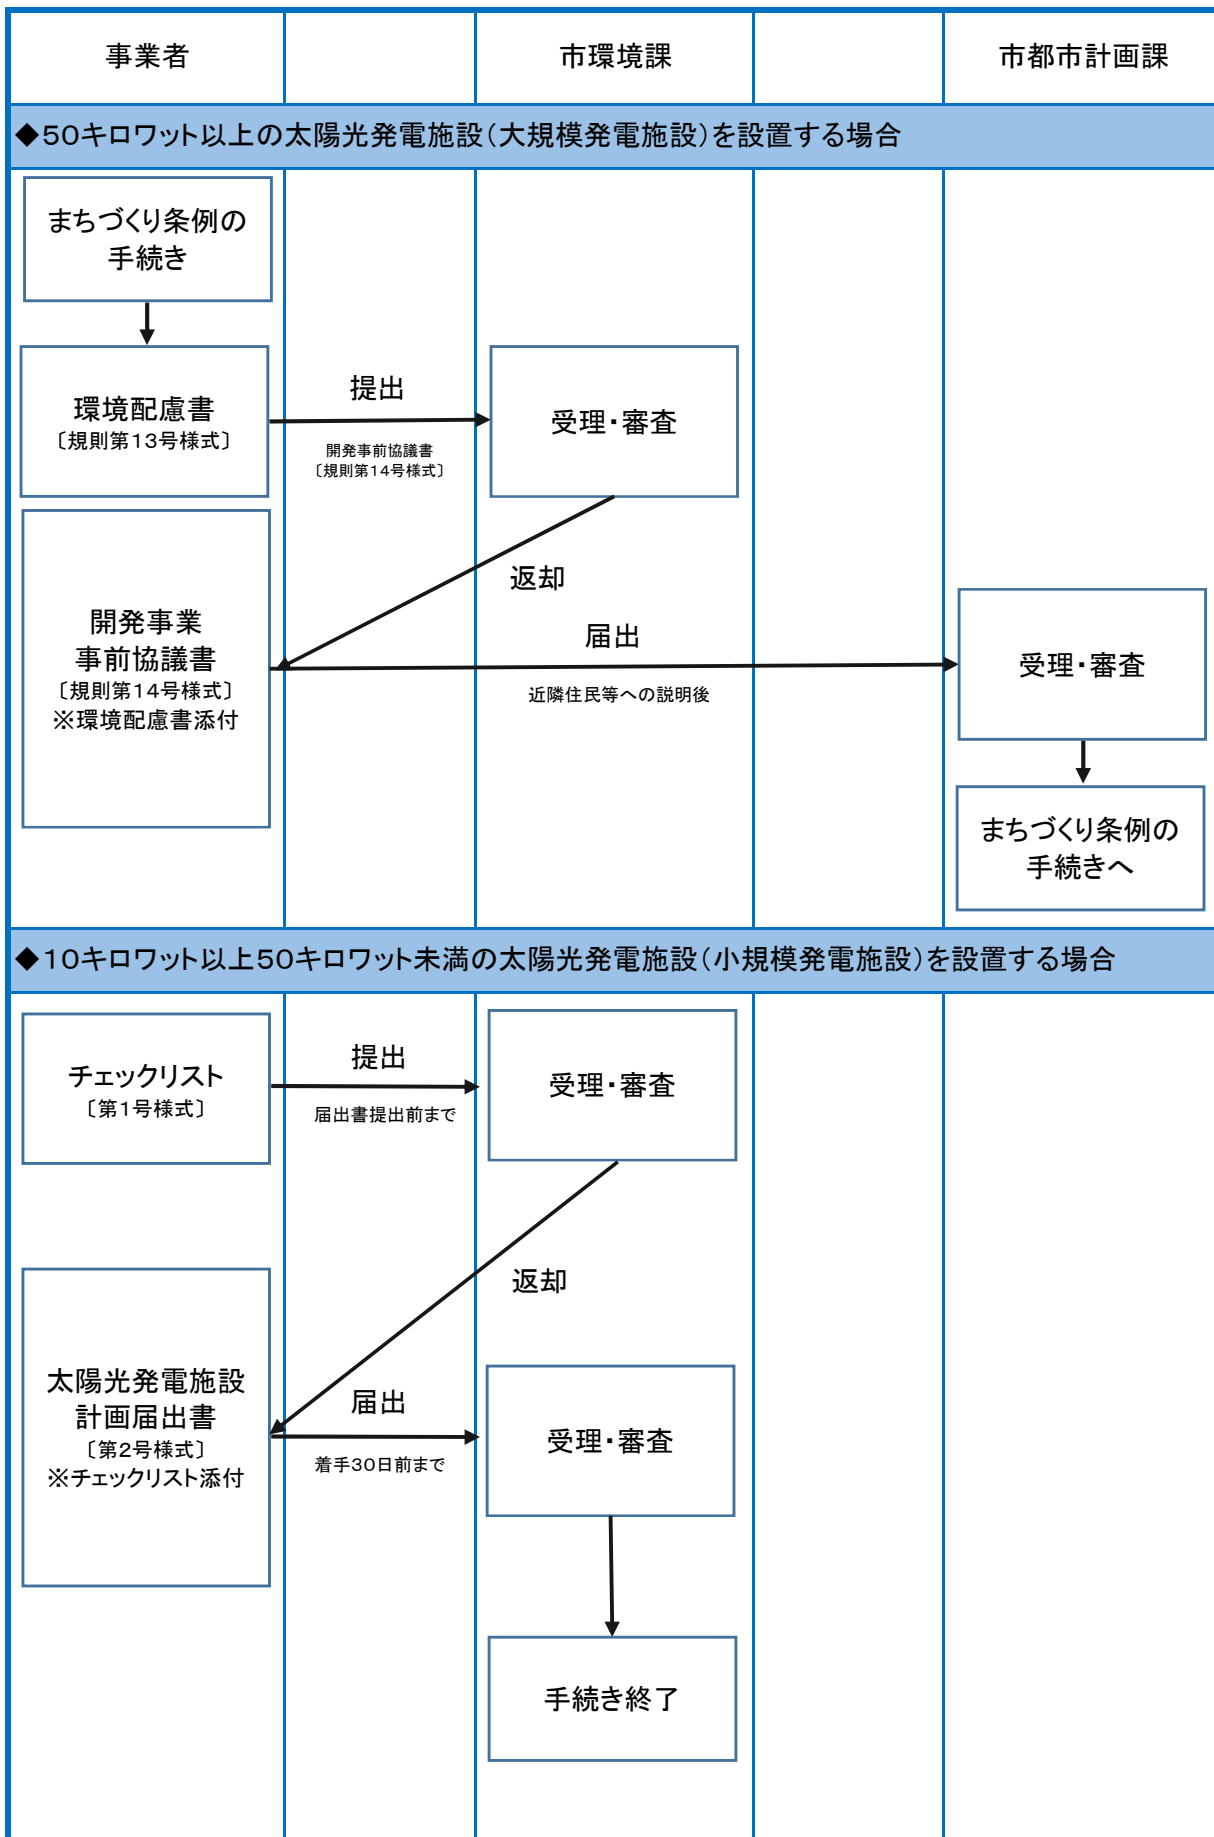 事業者
市環境課
市都市計画課
◆50キロワット以上の太陽光発電施設(大規模発電施設)を設置する場合
まちづくり条例の
手続き
環境配慮書
〔規則第13号様式〕
提出
開発事前協議書
〔規則第14号様式〕
受理・審査
返却
開発事業
事前協議書
〔規則第14号様式〕
※環境配慮書添付
届出
近隣住民等への説明後
受理・審査
まちづくり条例の
手続きへ
◆10キロワット以上50キロワット未満の太陽光発電施設(小規模発電施設)を設置する場合
チェックリスト
〔第1号様式〕
提出
届出書提出前まで
受理・審査
返却
太陽光発電施設
計画届出書
〔第2号様式〕
※チェックリスト添付
届出
着手30日前まで
受理・審査
手続き終了